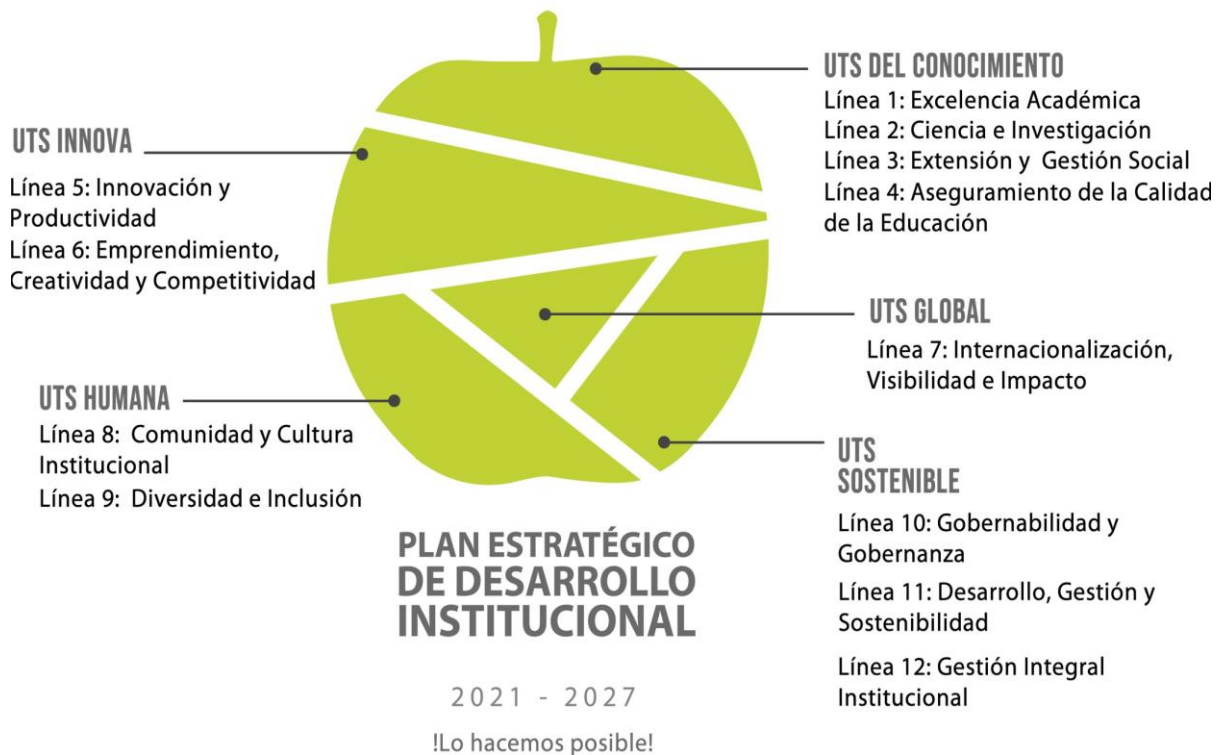 UTS DEL CONOCIMIENTO
Línea 1: Excelencia Académica
Línea 2: Ciencia e Investigación
Línea 3: Extensión y Gestión Social
Línea 4: Aseguramiento de la Calidad
de la Educación
UTS INNOVA
Línea 5: Innovación y
Productividad
Línea 6: Emprendimiento,
Creatividad y Competitividad
UTS GLOBAL
Línea 7: Internacionalización,
Visibilidad e Impacto
UTS HUMANA
Línea 8: Comunidad y Cultura
Institucional
Línea 9: Diversidad e Inclusión
UTS
SOSTENIBLE
Línea 10: Gobernabilidad y
Gobernanza
Línea 11: Desarrollo, Gestión y
Sostenibilidad
Línea 12: Gestión Integral
Institucional
PLAN ESTRATÉGICO
DE DESARROLLO
INSTITUCIONAL
2021 - 2027
!Lo hacemos posible!